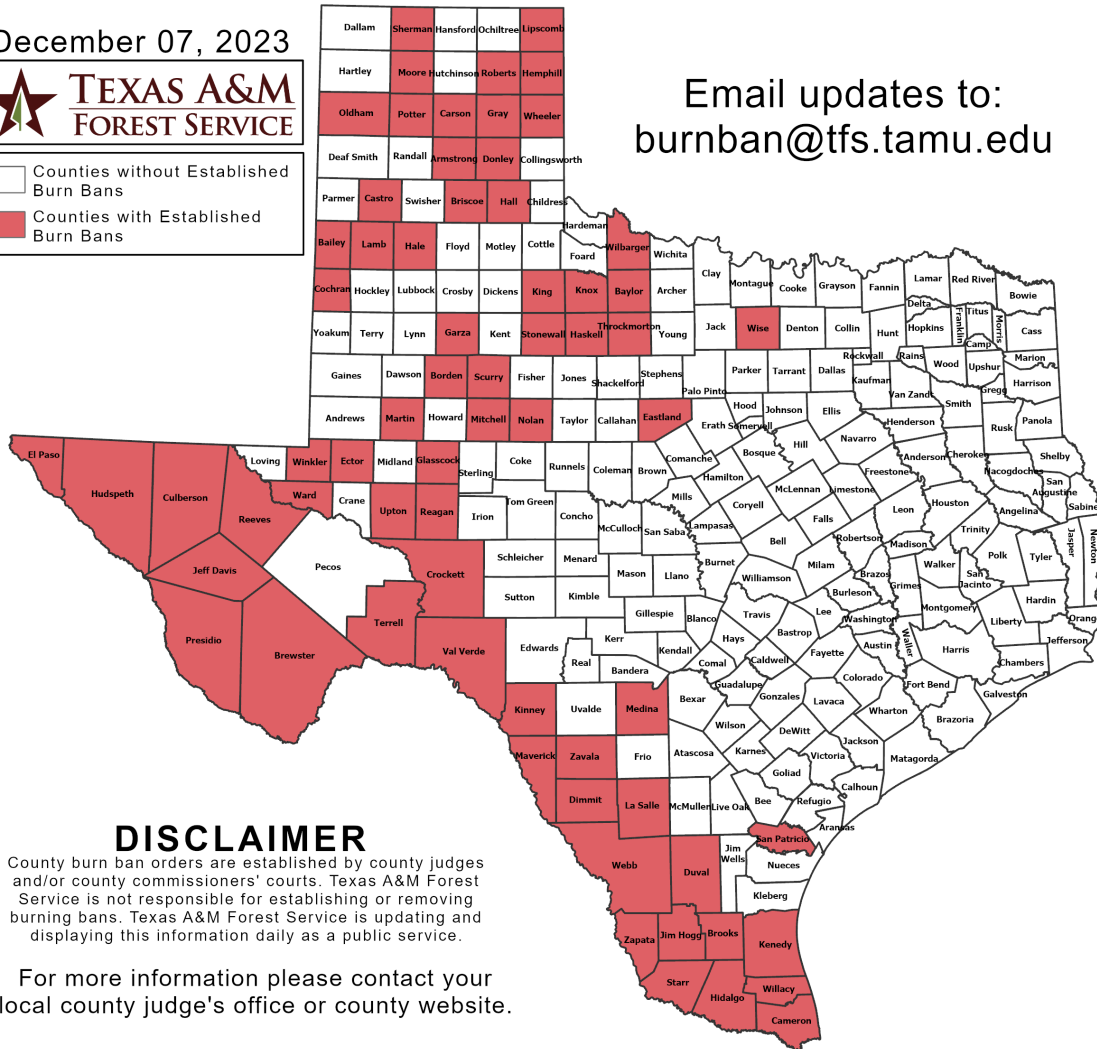 December 07, 2023
TEXAS A&M
FOREST SERVICE
Counties without Established
Burn Bans
Counties with Established
Burn Bans
Email updates to:
burnban@tfs.tamu.edu
Dallam Sherman Hansford Ochiltree Lipscomb
Hartley Moore Hutchinson Roberts Hemphill
Oldham Potter Carson Gray Wheeler
Deaf Smith Randall Armstrong Donley Collingsworth
Parmer Castro Swisher Briscoe Hall Childress
Hardeman
Bailey Lamb Hale Floyd Motley Cottle Foard Wilbarger Wichita
Clay Montague Cooke Grayson Fannin Lamar Red River Bowie
Cochran Hockley Lubbock Crosby Dickens King Knox Baylor Archer
Delta Franklin Titus Morris
Yoakum Terry Lynn Garza Kent Stonewall Haskell Throckmorton Young Jack Wise Denton Collin Hunt Hopkins Cass
Camp
Rockwall Rains Wood Upshur Marion
Gaines Dawson Borden Scurry Fisher Jones Shackelford Stephens Palo Pinto Parker Tarrant Dallas Kaufman Van Zandt Gregg Harrison
Andrews Martin Howard Mitchell Nolan Taylor Callahan Eastland Erath Hood Somervell Johnson Ellis Henderson Smith Rusk Panola
El Paso Hudspeth Culberson Reeves Loving Winkler Ector Midland Glasscock Sterling Coke Runnels Coleman Brown Comanche Hamilton Bosque Hill Navarro Freestone Anderson Cherokee Nacogdoches Shelby
San
Augustine
Sabine
Ward Crane Upton Reagan Irion Tom Green Concho McCulloch San Saba Mills Lampasas Coryell McLennan Limestone Falls Leon Houston Angelina
Trinity Jasper Newton
Jeff Davis Pecos Crockett Schleicher Menard Mason Llano Burnet Bell Williamson Milam Robertson Brazos Madison Grimes Walker Polk Tyler
San
Jacinto
Presidio Brewster Terrell Val Verde Sutton Kimble Gillespie Blanco Travis Lee Burleson Washington Montgomery Liberty Hardin Orange
Edwards Real Kerr Kendall Bandera Hays Comal Bastrop Caldwell Fayette Austin Waller Harris Jefferson Chambers
Kinney Uvalde Medina Bexar Guadalupe Gonzales Lavaca Colorado Fort Bend Galveston
Wharton Brazoria
Maverick Zavala Frio Atascosa Wilson Karnes DeWitt Victoria Jackson Matagorda
Goliad Calhoun
Dimmit La Salle McMullen Live Oak Bee Refugio
Aransas
San Patricio
Webb Duval Jim
Wells
Nueces
Kleberg
Zapata Jim Hogg Brooks Kenedy
Starr Hidalgo Willacy
Cameron
DISCLAIMER
County burn ban orders are established by county judges
and/or county commissioners' courts. Texas A&M Forest
Service is not responsible for establishing or removing
burning bans. Texas A&M Forest Service is updating and
displaying this information daily as a public service.
For more information please contact your
local county judge's office or county website.